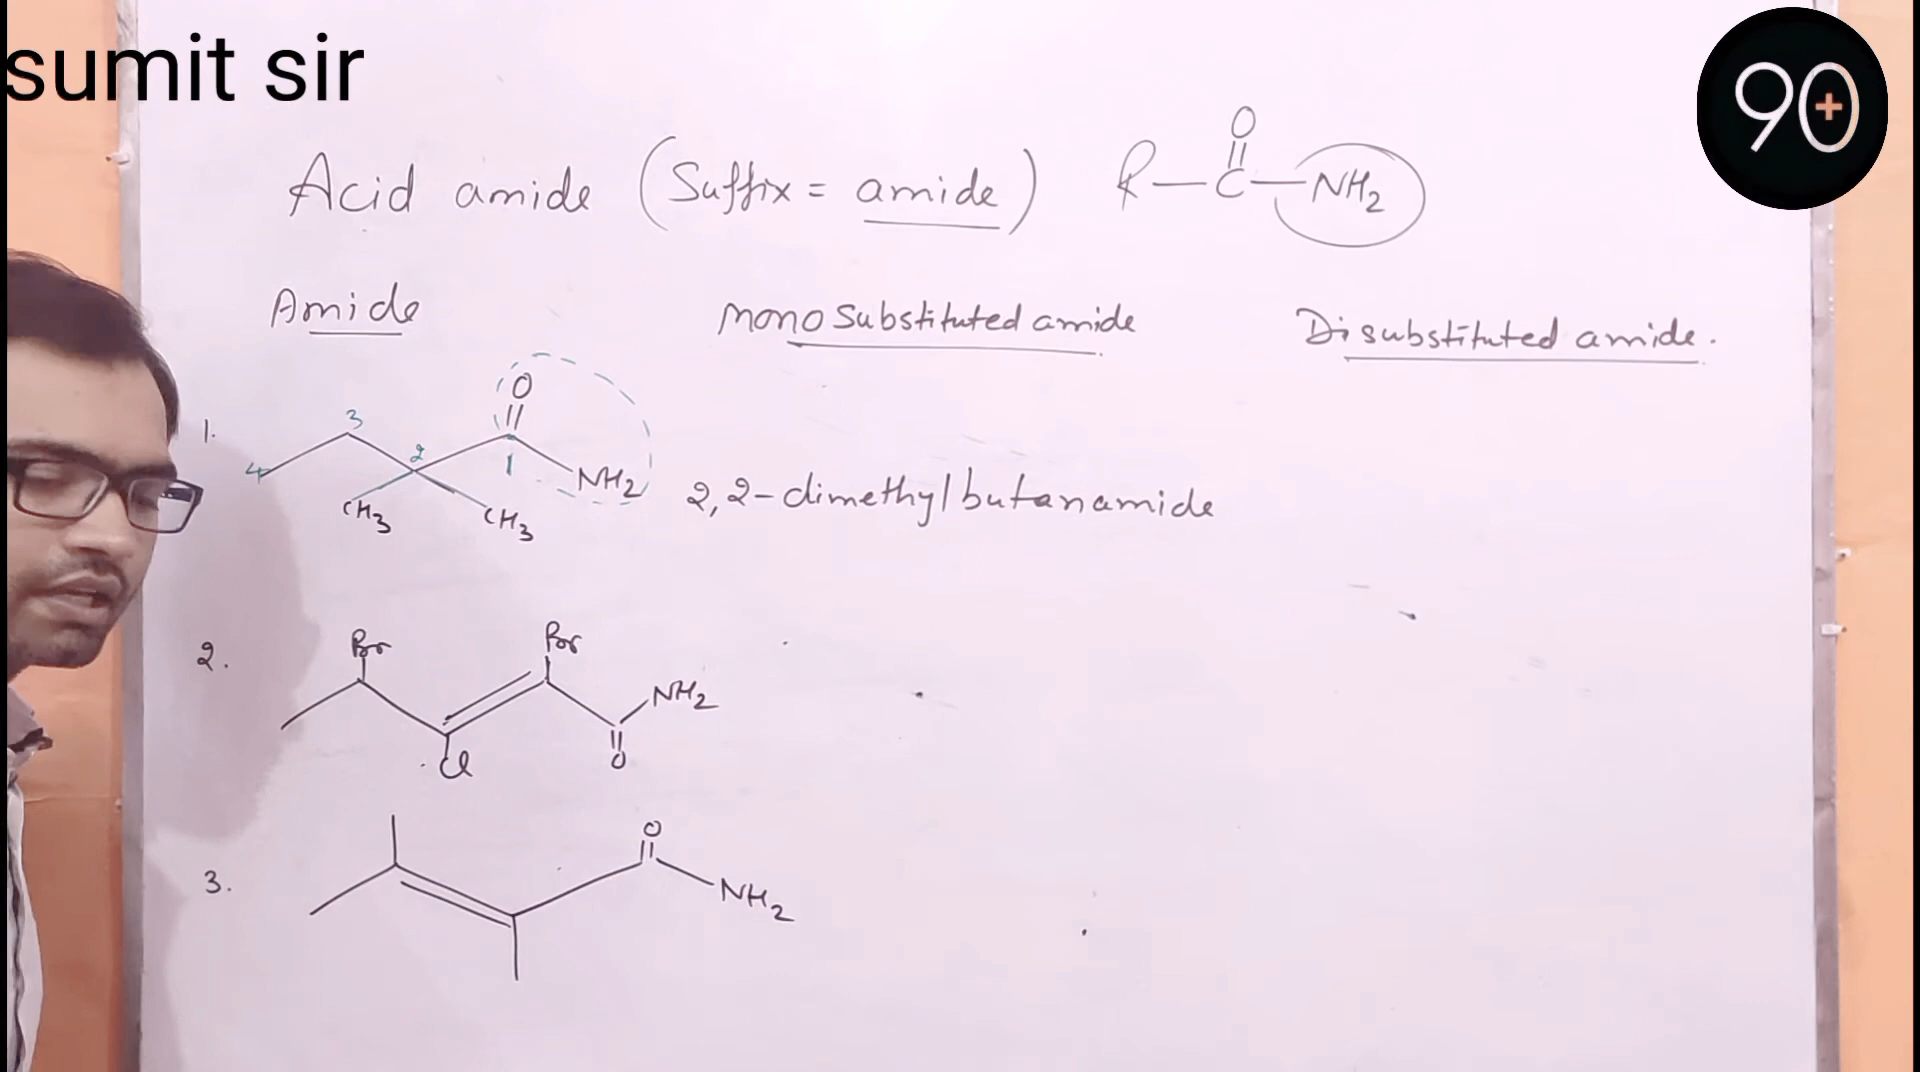 sumit sir
90+
Acid amide (Suffix = amide) R—C—NH₂
O
Amide
mono substituted amide
Disubstituted amide.
1.
O
4 3 2 1
NH₂
CH₃
CH₃
2,2-dimethylbutanamide
2.
Br
Br
NH₂
Cl
O
3.
O
NH₂